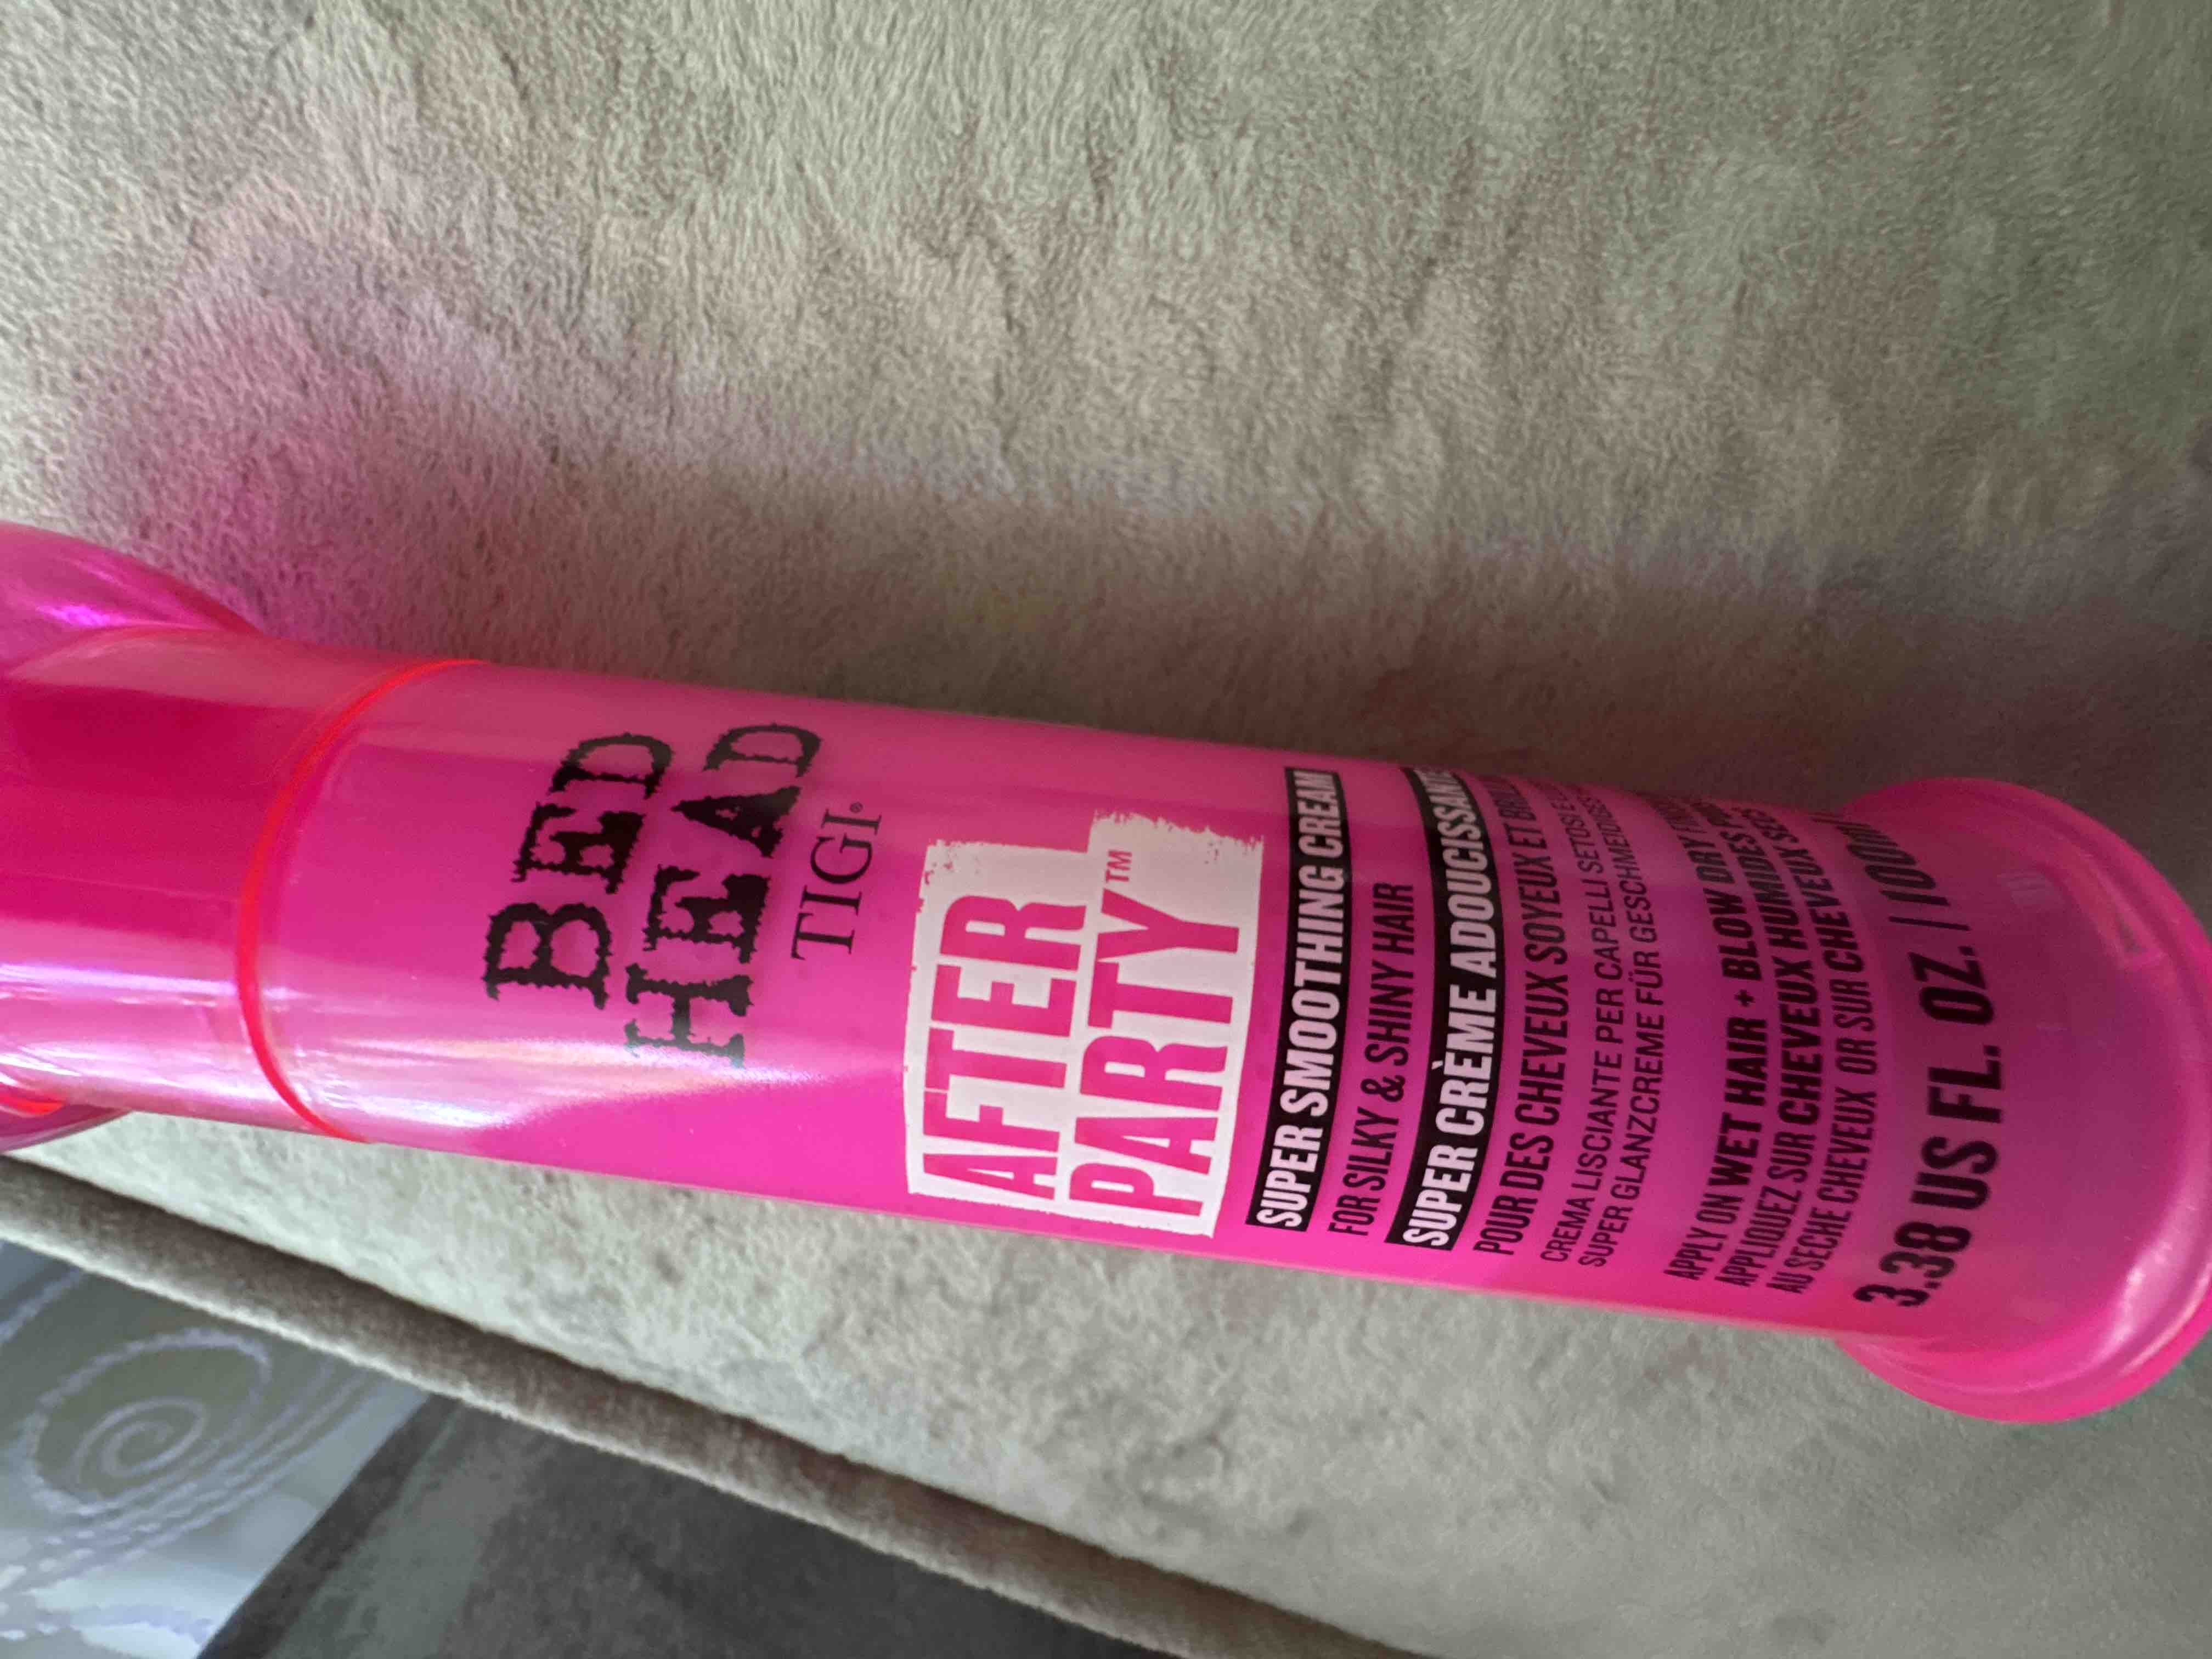 BED
HEAD
TIGI®
AFTER
PARTY™
SUPER SMOOTHING CREAM
FOR SILKY & SHINY HAIR
SUPER CRÈME
POUR DES CHEVEUX SOYEUX ET
CREMA LISCIANTE PER CAPELLI SETOSI E
SUPER GLANZCREME FÜR
APPLY ON WET HAIR + BLOW DRY
APPLIQUEZ SUR CHEVEUX HUMIDES
AU SECHE CHEVEUX OR SUR CHEVEUX SECS
3.38 US FL. OZ. | 100ml